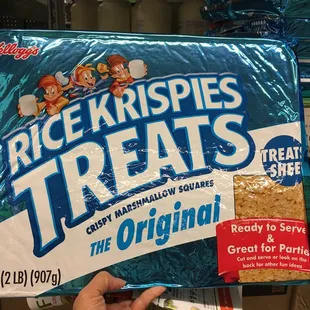 Kellogg's
RICE KRISPIES
TREATS
CRISPY MARSHMALLOW SQUARES
THE Original
TREATS
SHEET
Ready to Serve
&
Great for Parties
Cut and serve or look on the
back for other fun ideas
(2 LB) (907g)